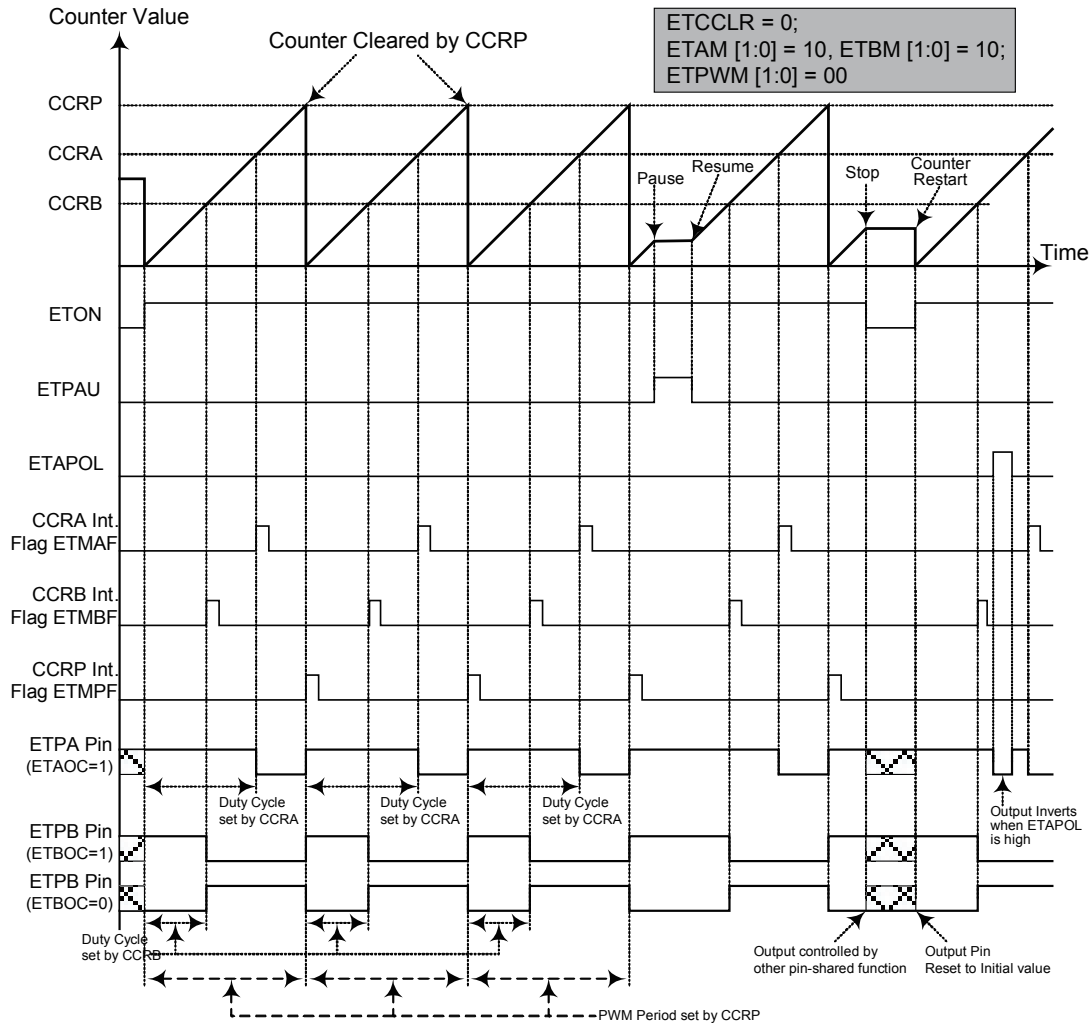 Counter Value
ETCCLR = 0;
ETAM [1:0] = 10, ETBM [1:0] = 10;
ETPWM [1:0] = 00
Counter Cleared by CCRP
CCRP
CCRA
CCRB
Pause
Resume
Stop
Counter
Restart
Time
ETON
ETPAU
ETAPOL
CCRA Int.
Flag ETMAF
CCRB Int.
Flag ETMBF
CCRP Int.
Flag ETMPF
ETPA Pin
(ETAOC=1)
Duty Cycle
set by CCRA
Duty Cycle
set by CCRA
Duty Cycle
set by CCRA
Output Inverts
when ETAPOL
is high
ETPB Pin
(ETBOC=1)
ETPB Pin
(ETBOC=0)
Duty Cycle
set by CCRB
Output controlled by
other pin-shared function
Output Pin
Reset to Initial value
PWM Period set by CCRP